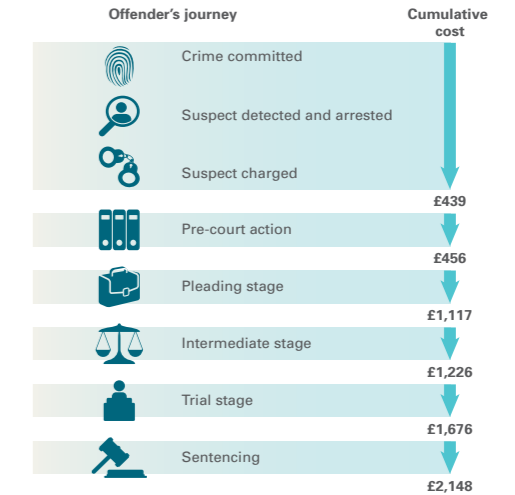 Offender's journey
Cumulative
cost
Crime committed
Suspect detected and arrested
Suspect charged
£439
Pre-court action
£456
Pleading stage
£1,117
Intermediate stage
£1,226
Trial stage
£1,676
Sentencing
£2,148